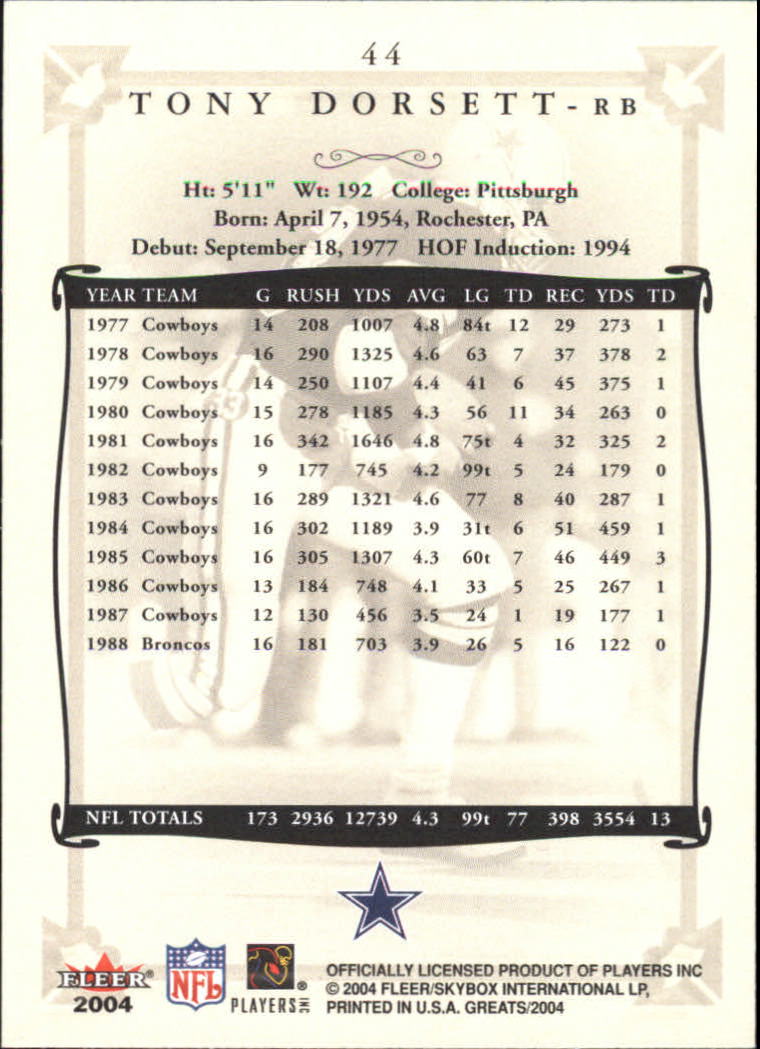 44
TONY DORSETT - RB
Ht: 5'11" Wt: 192 College: Pittsburgh
Born: April 7, 1954, Rochester, PA
Debut: September 18, 1977 HOF Induction: 1994
YEAR TEAM G RUSH YDS AVG LG TD REC YDS TD
1977 Cowboys 14 208 1007 4.8 84t 12 29 273 1
1978 Cowboys 16 290 1325 4.6 63 7 37 378 2
1979 Cowboys 14 250 1107 4.4 41 6 45 375 1
1980 Cowboys 15 278 1185 4.3 56 11 34 263 0
1981 Cowboys 16 342 1646 4.8 75t 4 32 325 2
1982 Cowboys 9 177 745 4.2 99t 5 24 179 0
1983 Cowboys 16 289 1321 4.6 77 8 40 287 1
1984 Cowboys 16 302 1189 3.9 31t 6 51 459 1
1985 Cowboys 16 305 1307 4.3 60t 7 46 449 3
1986 Cowboys 13 184 748 4.1 33 5 25 267 1
1987 Cowboys 12 130 456 3.5 24 1 19 177 1
1988 Broncos 16 181 703 3.9 26 5 16 122 0
NFL TOTALS 173 2936 12739 4.3 99t 77 398 3554 13
FLEER®
2004
NFL
PLAYERS INC ®
OFFICIALLY LICENSED PRODUCT OF PLAYERS INC
© 2004 FLEER/SKYBOX INTERNATIONAL LP,
PRINTED IN U.S.A. GREATS/2004